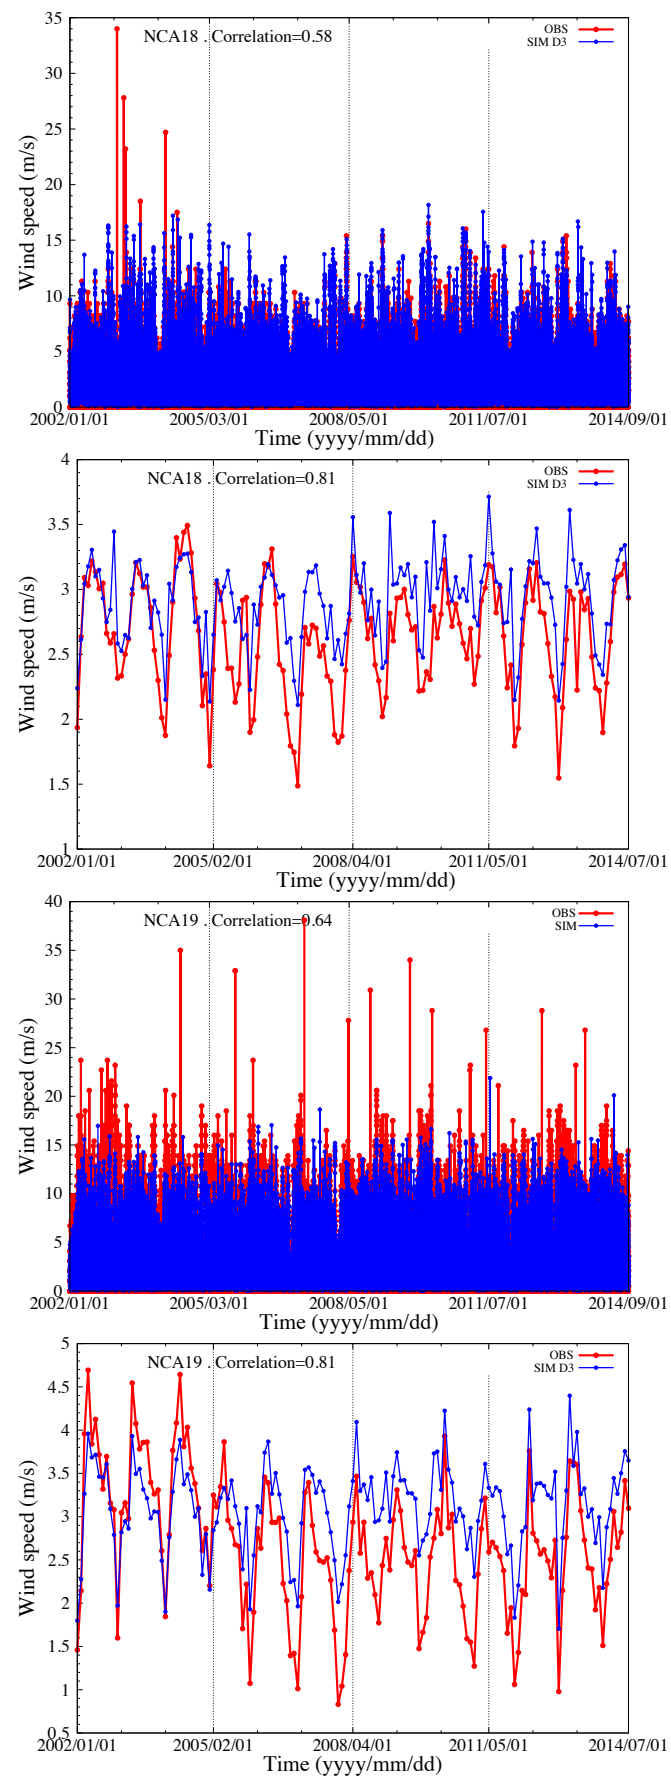 NCA18 . Correlation=0.58
OBS
SIM D3
35
30
25
20
15
10
5
0
Wind speed (m/s)
2002/01/01 2005/03/01 2008/05/01 2011/07/01 2014/09/01
Time (yyyy/mm/dd)
NCA18 . Correlation=0.81
OBS
SIM D3
4
3.5
3
2.5
2
1.5
1
Wind speed (m/s)
2002/01/01 2005/02/01 2008/04/01 2011/05/01 2014/07/01
Time (yyyy/mm/dd)
NCA19 . Correlation=0.64
OBS
SIM
40
35
30
25
20
15
10
5
0
Wind speed (m/s)
2002/01/01 2005/03/01 2008/05/01 2011/07/01 2014/09/01
Time (yyyy/mm/dd)
NCA19 . Correlation=0.81
OBS
SIM D3
5
4.5
4
3.5
3
2.5
2
1.5
1
0.5
Wind speed (m/s)
2002/01/01 2005/02/01 2008/04/01 2011/05/01 2014/07/01
Time (yyyy/mm/dd)